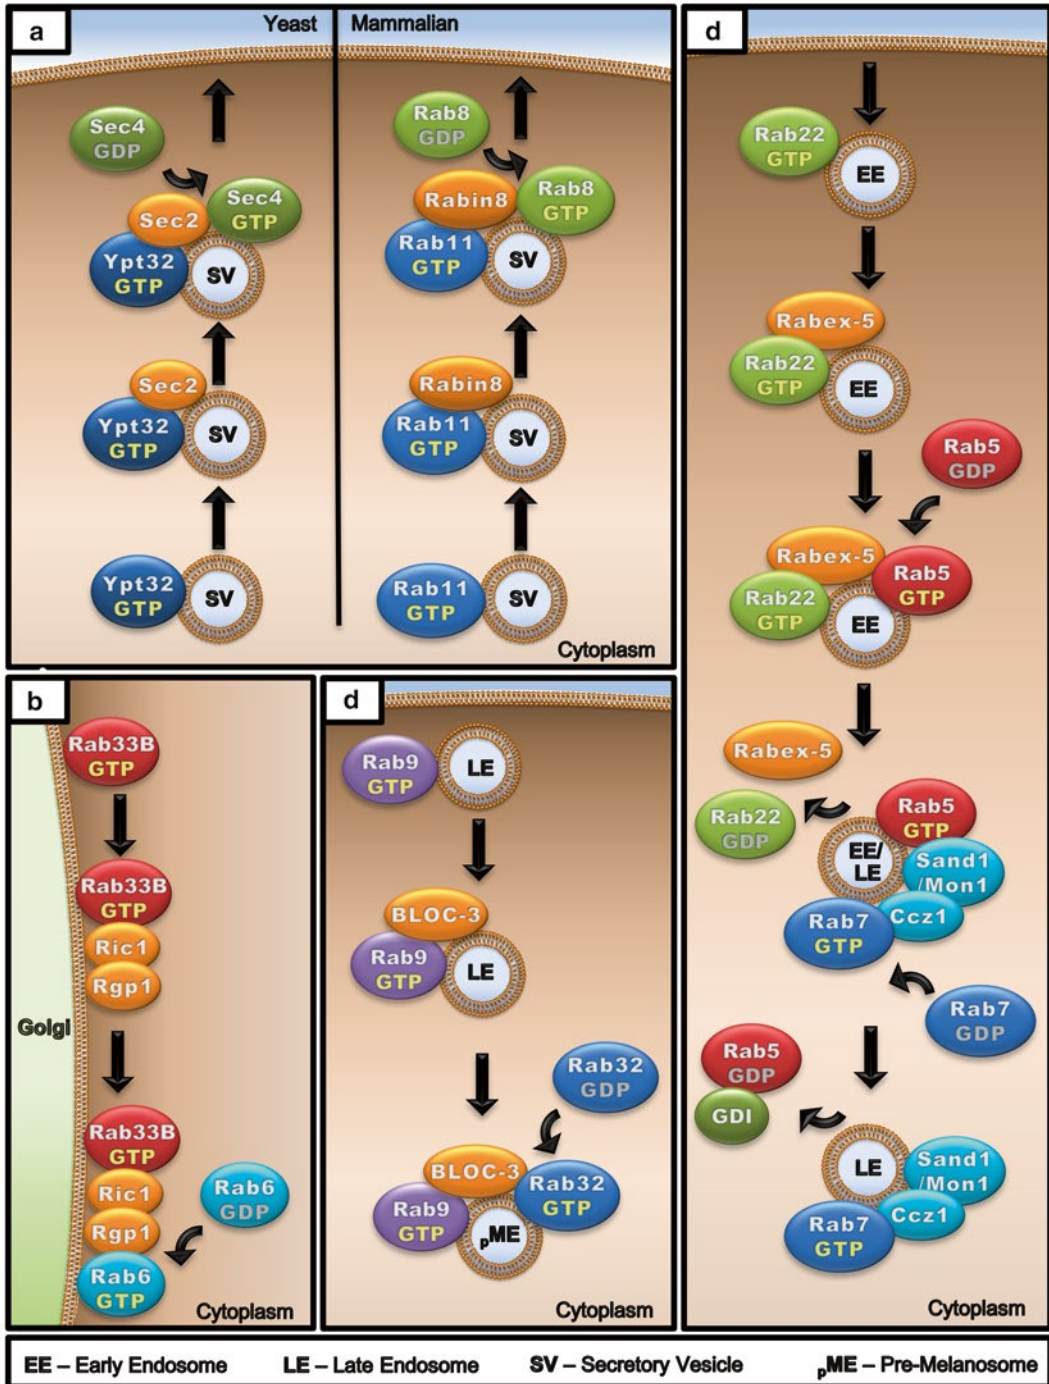 a
Yeast
Mammalian
Sec4
GDP
Sec2
Sec4
GTP
Ypt32
GTP
SV
Sec2
Ypt32
GTP
SV
Ypt32
GTP
SV
Rab8
GDP
Rabin8
Rab8
GTP
Rab11
GTP
SV
Rabin8
Rab11
GTP
SV
Rab11
GTP
SV
Cytoplasm
b
Rab33B
GTP
Rab33B
GTP
Ric1
Rgp1
Golgi
Rab33B
GTP
Ric1
Rgp1
Rab6
GDP
Rab6
GTP
Cytoplasm
d
Rab9
GTP
LE
BLOC-3
Rab9
GTP
LE
Rab32
GDP
BLOC-3
Rab9
GTP
Rab32
GTP
pME
Cytoplasm
d
Rab22
GTP
EE
Rabex-5
Rab22
GTP
EE
Rab5
GDP
Rabex-5
Rab22
GTP
Rab5
GTP
EE
Rabex-5
Rab22
GDP
Rab5
GTP
EE/
LE
Sand1
/Mon1
Ccz1
Rab7
GTP
Rab7
GDP
Rab5
GDP
GDI
LE
Sand1
/Mon1
Ccz1
Rab7
GTP
Cytoplasm
EE – Early Endosome LE – Late Endosome SV – Secretory Vesicle pME – Pre-Melanosome